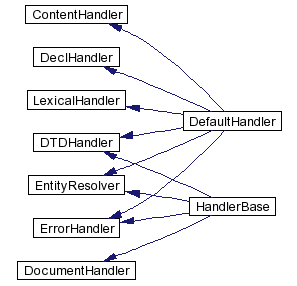 ContentHandler
DeclHandler
LexicalHandler
DefaultHandler
DTDHandler
EntityResolver
HandlerBase
ErrorHandler
DocumentHandler